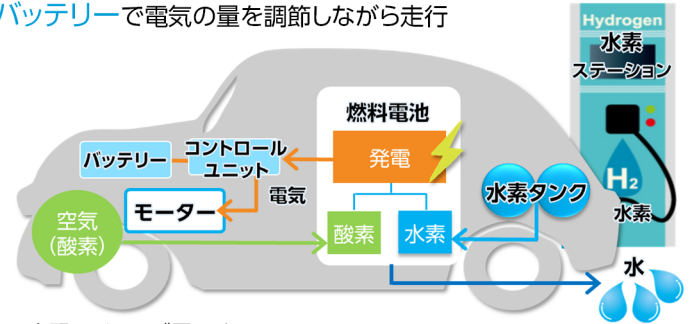 バッテリーで電気の量を調節しながら走行
Hydrogen
水素
ステーション
燃料電池
発電
バッテリー
コントロール
ユニット
電気
モーター
空気
(酸素)
酸素
水素
水素タンク
H2
水素
水